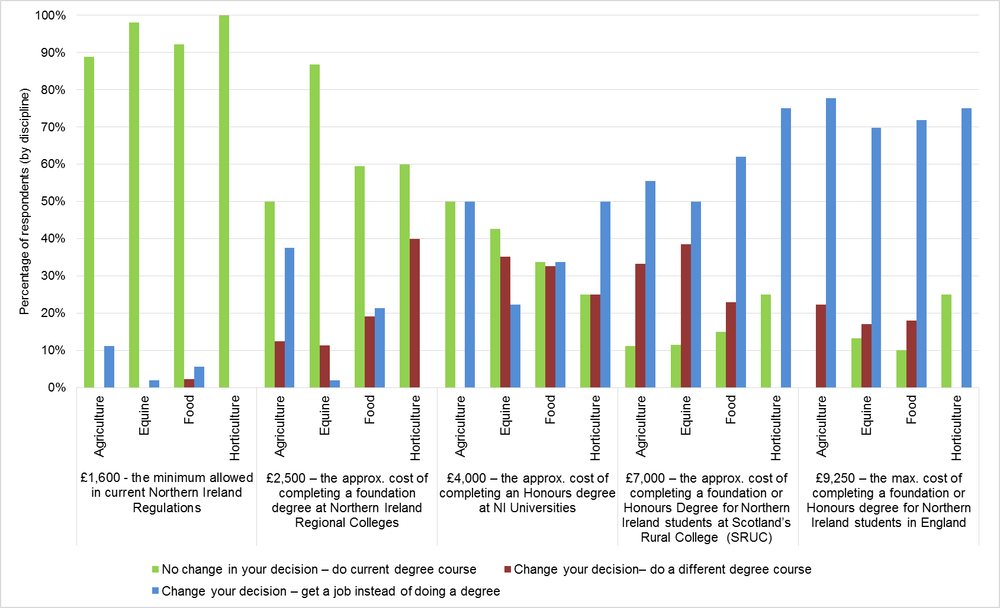 100%
90%
80%
70%
60%
50%
40%
30%
20%
10%
0%
Percentage of respondents (by discipline)
Agriculture
Equine
Food
Horticulture
Agriculture
Equine
Food
Horticulture
Agriculture
Equine
Food
Horticulture
Agriculture
Equine
Food
Horticulture
Agriculture
Equine
Food
Horticulture
£1,600 - the minimum allowed
in current Northern Ireland
Regulations
£2,500 – the approx. cost of
completing a foundation
degree at Northern Ireland
Regional Colleges
£4,000 – the approx. cost of
completing an Honours degree
at NI Universities
£7,000 – the approx. cost of
completing a foundation or
Honours Degree for Northern
Ireland students at Scotland’s
Rural College (SRUC)
£9,250 – the max. cost of
completing a foundation or
Honours degree for Northern
Ireland students in England
No change in your decision – do current degree course
Change your decision– do a different degree course
Change your decision – get a job instead of doing a degree